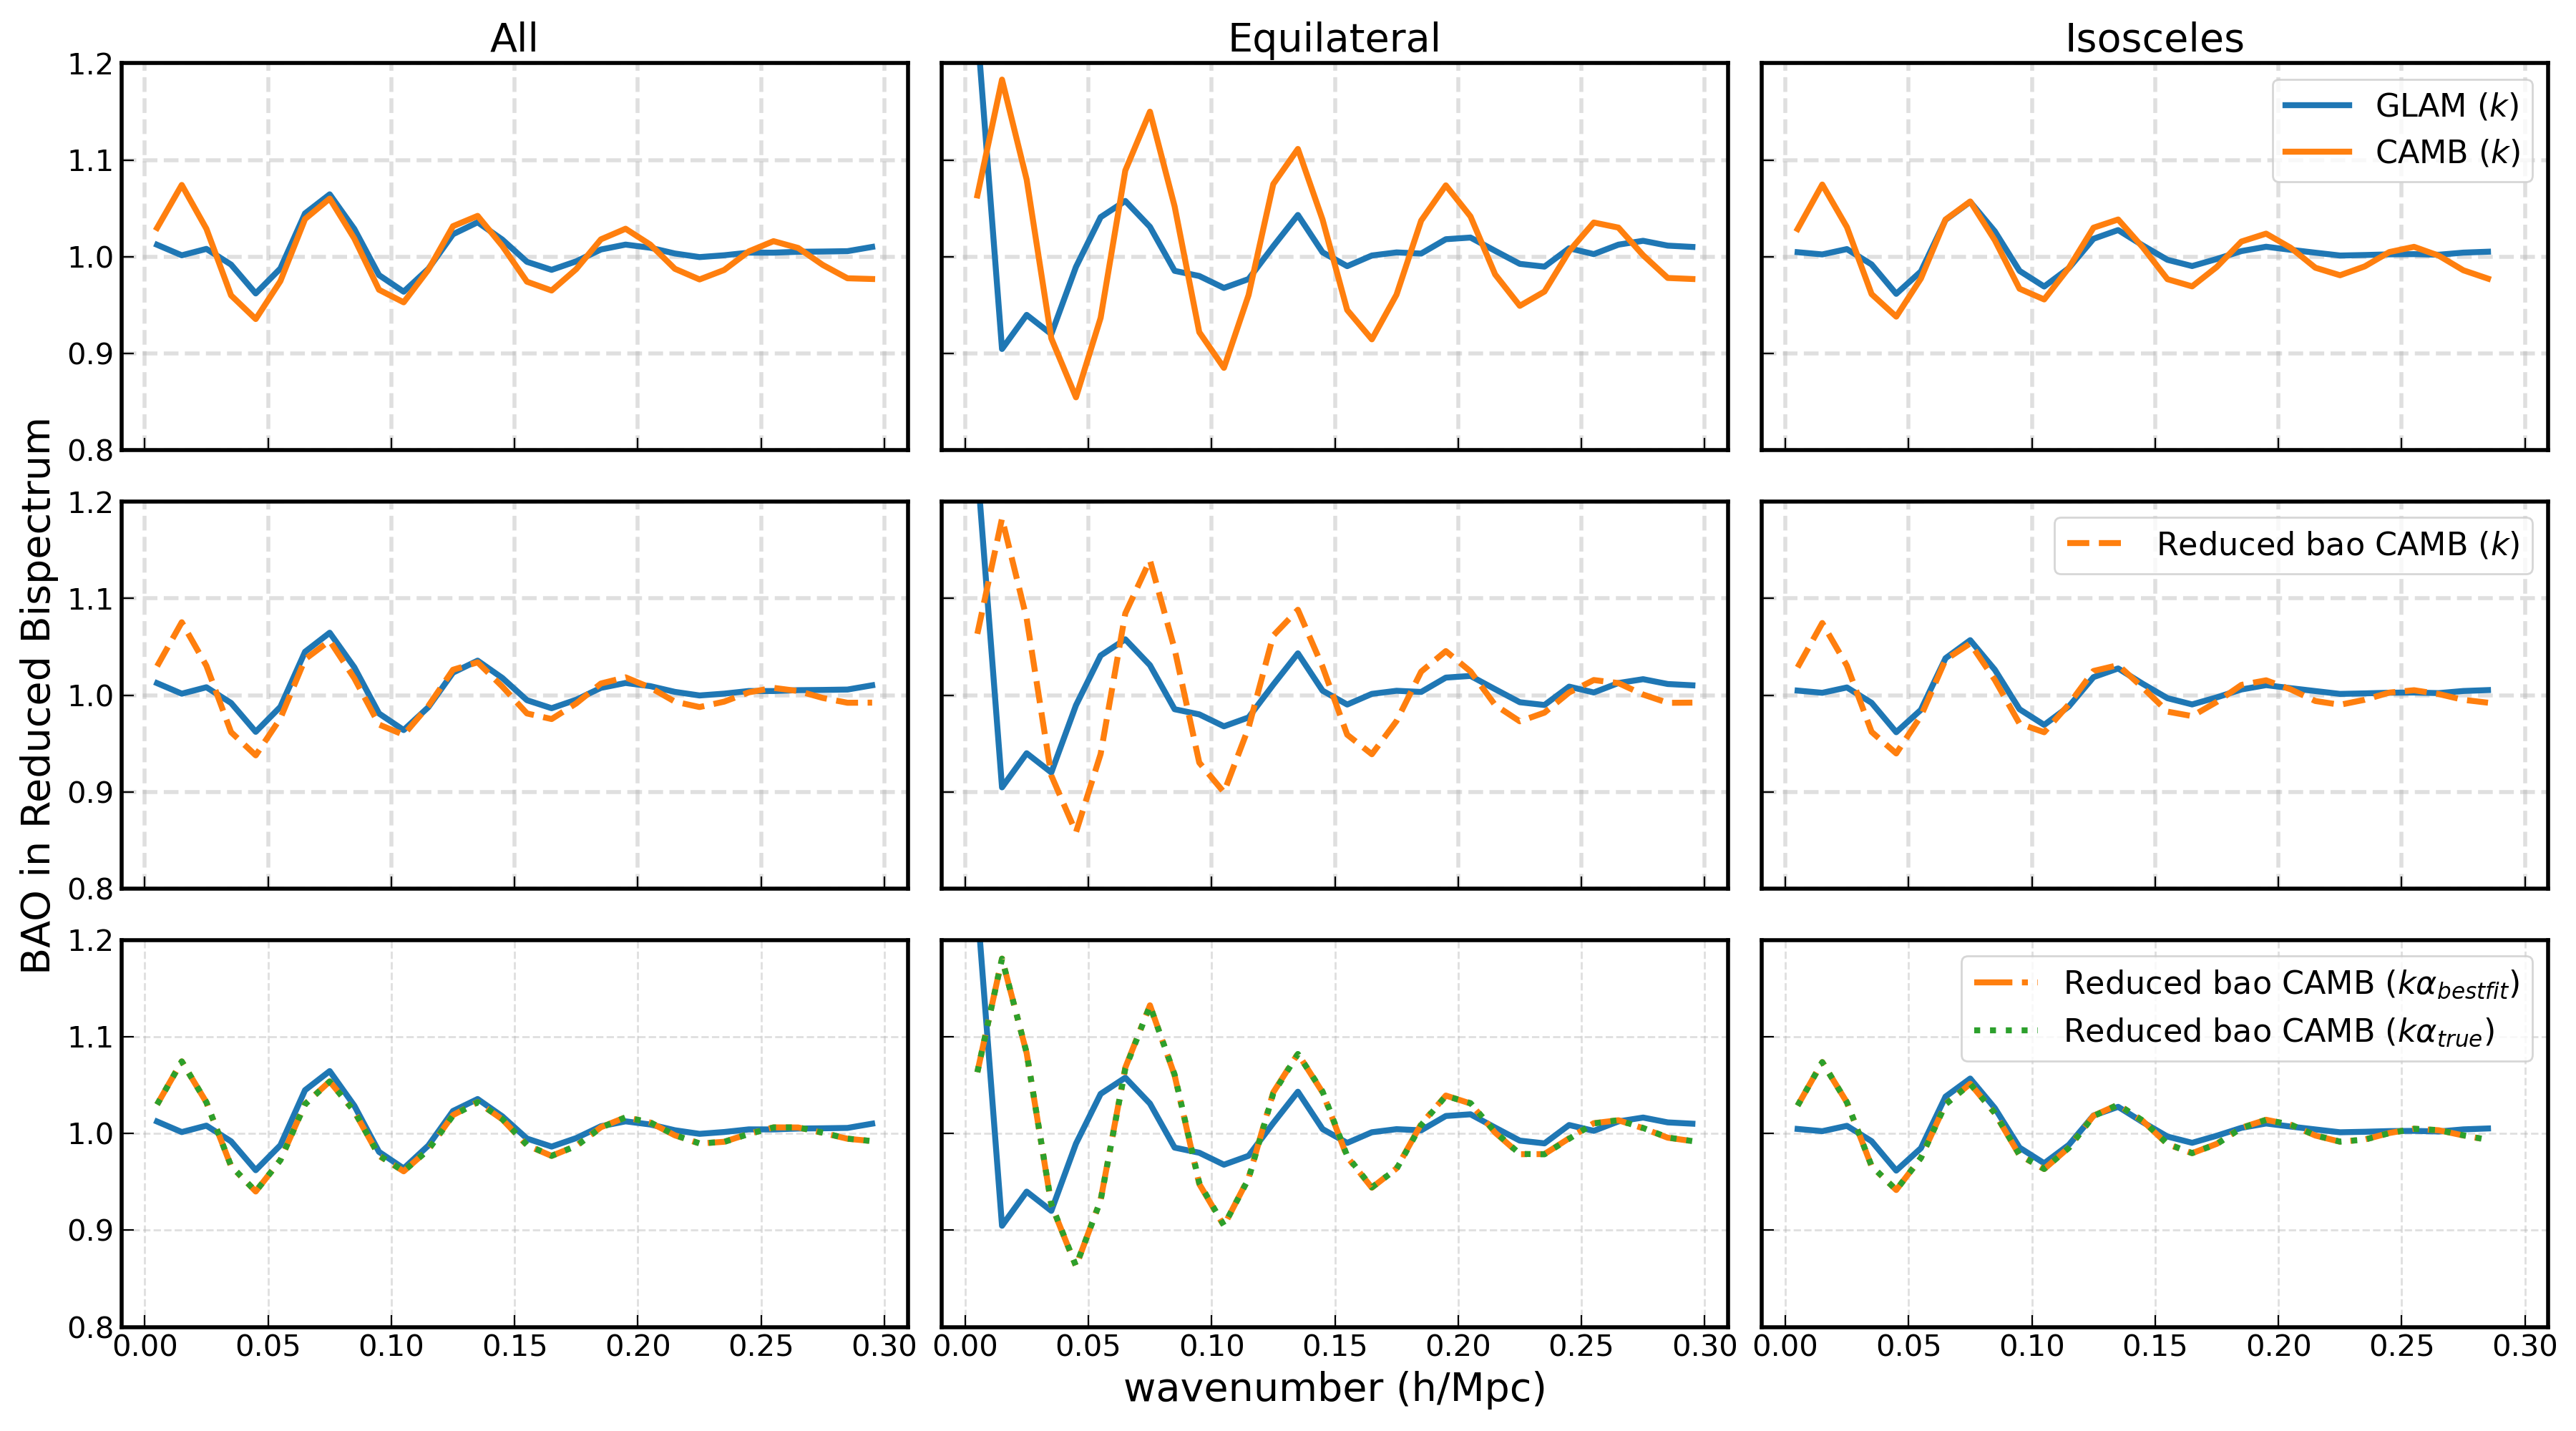 All
Equilateral
Isosceles
BAO in Reduced Bispectrum
1.2
1.1
1.0
0.9
0.8
GLAM (k)
CAMB (k)
1.2
1.1
1.0
0.9
0.8
Reduced bao CAMB (k)
1.2
1.1
1.0
0.9
0.8
Reduced bao CAMB (kα_bestfit)
Reduced bao CAMB (kα_true)
0.00 0.05 0.10 0.15 0.20 0.25 0.30
0.00 0.05 0.10 0.15 0.20 0.25 0.30
0.00 0.05 0.10 0.15 0.20 0.25 0.30
wavenumber (h/Mpc)